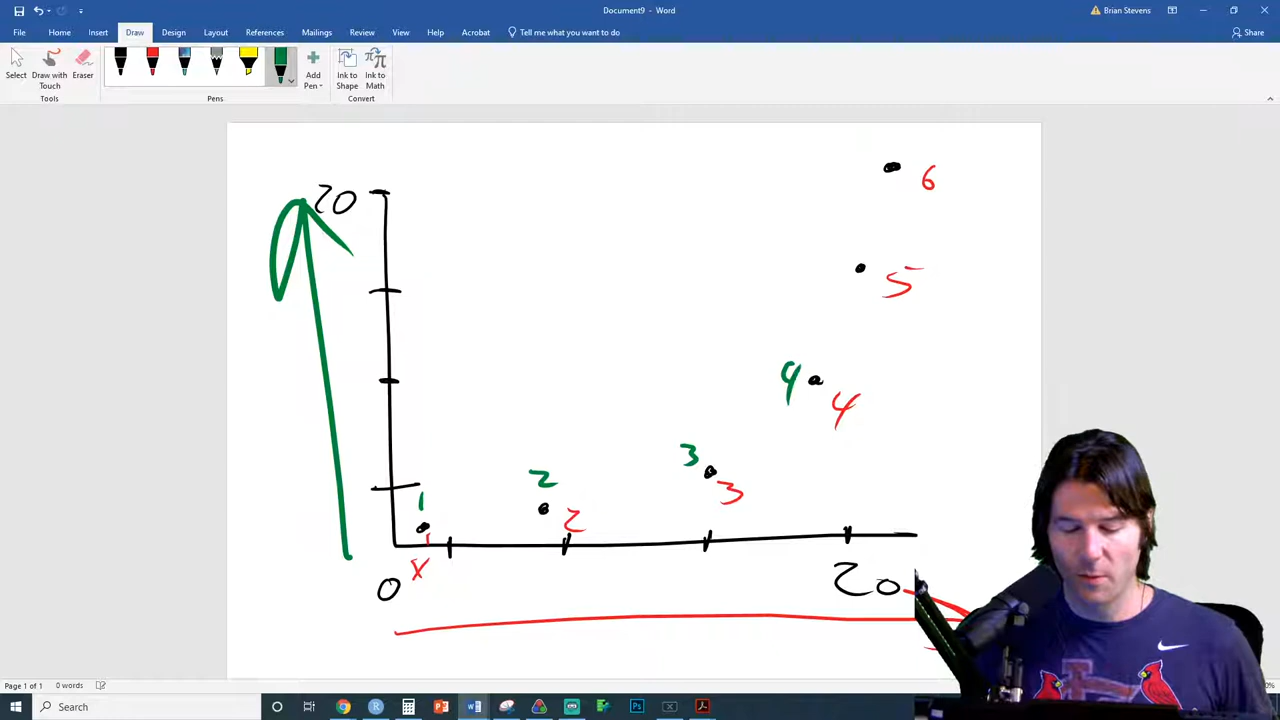 Document9 - Word
Brian Stevens
File Home Insert Draw Design Layout References Mailings Review View Help Acrobat Tell me what you want to do Share
Select Draw with Touch Eraser Add Pen Ink to Shape Ink to Math
Tools Pens Convert
6
20
5
4 4
3
3
2
2
1
1
x
0 20
Page 1 of 1 0 words
Search